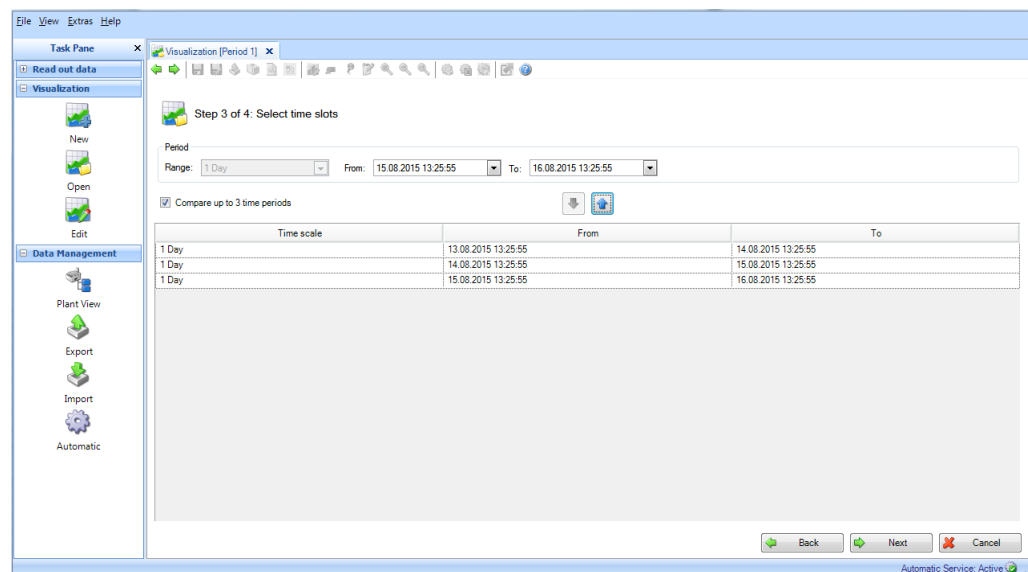 File View Extras Help
Task Pane
Visualization [Period 1]
Read out data
Visualization
New
Open
Edit
Data Management
Plant View
Export
Import
Automatic
Step 3 of 4: Select time slots
Period
Range: 1 Day From: 15.08.2015 13:25:55 To: 16.08.2015 13:25:55
Compare up to 3 time periods
Time scale From To
1 Day 13.08.2015 13:25:55 14.08.2015 13:25:55
1 Day 14.08.2015 13:25:55 15.08.2015 13:25:55
1 Day 15.08.2015 13:25:55 16.08.2015 13:25:55
Back Next Cancel
Automatic Service: Active